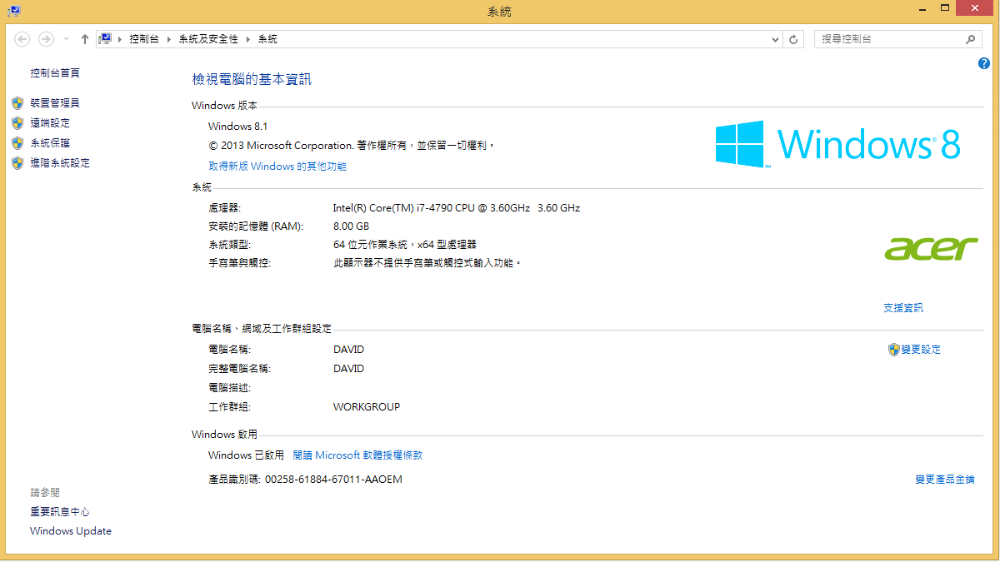 系統
控制台 系統及安全性 系統
搜尋控制台
控制台首頁
裝置管理員
遠端設定
系統保護
進階系統設定
檢視電腦的基本資訊
Windows 版本
Windows 8.1
© 2013 Microsoft Corporation. 著作權所有，並保留一切權利。
取得新版 Windows 的其他功能
Windows® 8™
系統
處理器: Intel(R) Core(TM) i7-4790 CPU @ 3.60GHz 3.60 GHz
安裝的記憶體 (RAM): 8.00 GB
系統類型: 64 位元作業系統，x64 型處理器
手寫筆與觸控: 此顯示器不提供手寫筆或觸控式輸入功能。
acer
支援資訊
電腦名稱、網域及工作群組設定
電腦名稱: DAVID
變更設定
完整電腦名稱: DAVID
電腦描述:
工作群組: WORKGROUP
Windows 啟用
Windows 已啟用 閱讀 Microsoft 軟體授權條款
產品識別碼: 00258-61884-67011-AAOEM
變更產品金鑰
請參閱
重要訊息中心
Windows Update